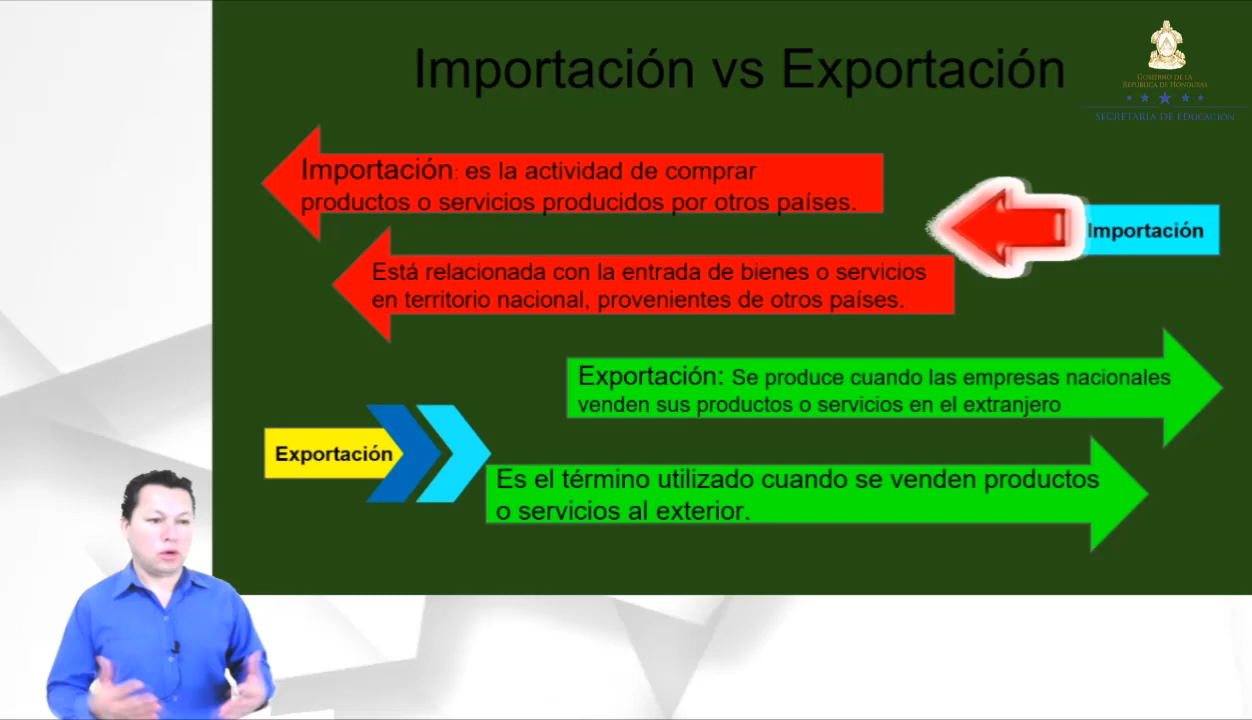 Importación vs Exportación
GOBIERNO DE LA
REPÚBLICA DE HONDURAS
SECRETARÍA DE EDUCACIÓN
Importación: es la actividad de comprar
productos o servicios producidos por otros países.
Importación
Está relacionada con la entrada de bienes o servicios
en territorio nacional, provenientes de otros países.
Exportación: Se produce cuando las empresas nacionales
venden sus productos o servicios en el extranjero
Exportación
Es el término utilizado cuando se venden productos
o servicios al exterior.